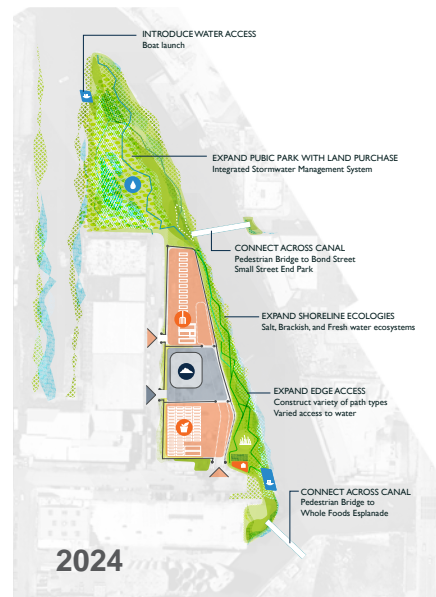 INTRODUCE WATER ACCESS
Boat launch
EXPAND PUBIC PARK WITH LAND PURCHASE
Integrated Stormwater Management System
CONNECT ACROSS CANAL
Pedestrian Bridge to Bond Street
Small Street End Park
EXPAND SHORELINE ECOLOGIES
Salt, Brackish, and Fresh water ecosystems
EXPAND EDGE ACCESS
Construct variety of path types
Varied access to water
CONNECT ACROSS CANAL
Pedestrian Bridge to
Whole Foods Esplanade
2024